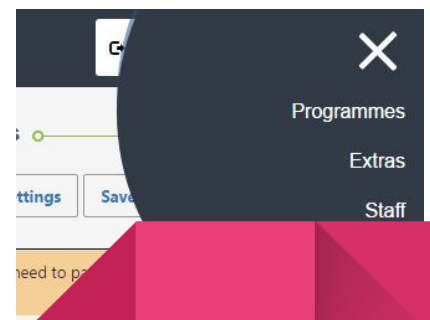 Programmes
Extras
ttings
Save
Staff
need to pa